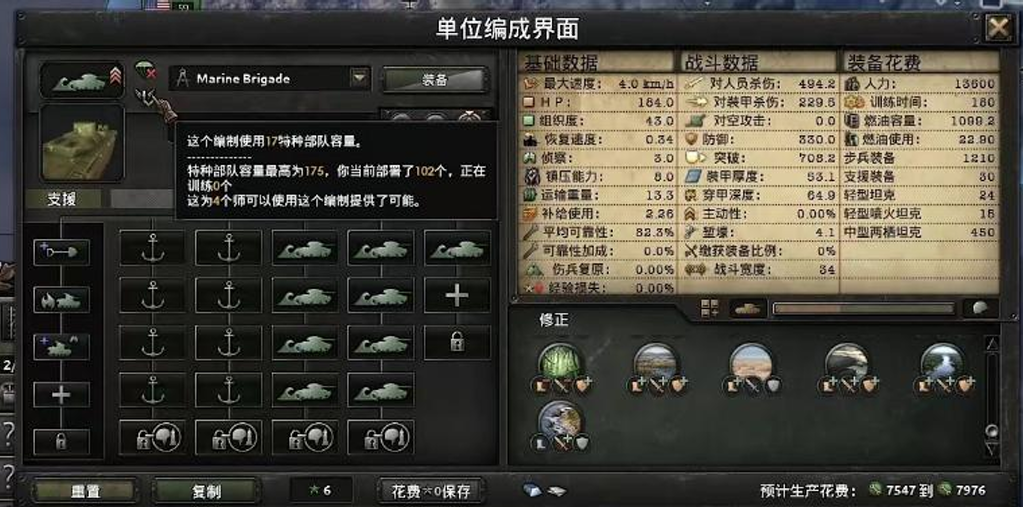 59
单位编成界面
Marine Brigade
装备
这个编制使用17特种部队容量。
--------------
特种部队容量最高为175，你当前部署了102个，正在
训练0个
这为4个师可以使用这个编制提供了可能。
支援
基础数据
最大速度： 4.0 km/h
HP： 184.0
组织度： 43.0
恢复速度： 0.34
侦察： 3.0
镇压能力： 8.0
运输重量： 13.3
补给使用： 2.26
平均可靠性： 82.3%
可靠性加成： 0.0%
伤兵复原： 0.00%
经验损失： 0.00%
战斗数据
对人员杀伤： 494.2
对装甲杀伤： 229.5
对空攻击： 0.0
防御： 330.0
突破： 708.2
装甲厚度： 53.1
穿甲深度： 64.9
主动性： 0.00%
堑壕： 4.1
缴获装备比例： 0%
战斗宽度： 34
装备花费
人力： 13600
训练时间： 180
燃油容量： 1099.2
燃油使用： 22.90
步兵装备 1210
支援装备 30
轻型坦克 24
轻型喷火坦克 15
中型两栖坦克 450
修正
2/
?
?
重置
复制
6
花费 0保存
预计生产花费： 7547 到 7976